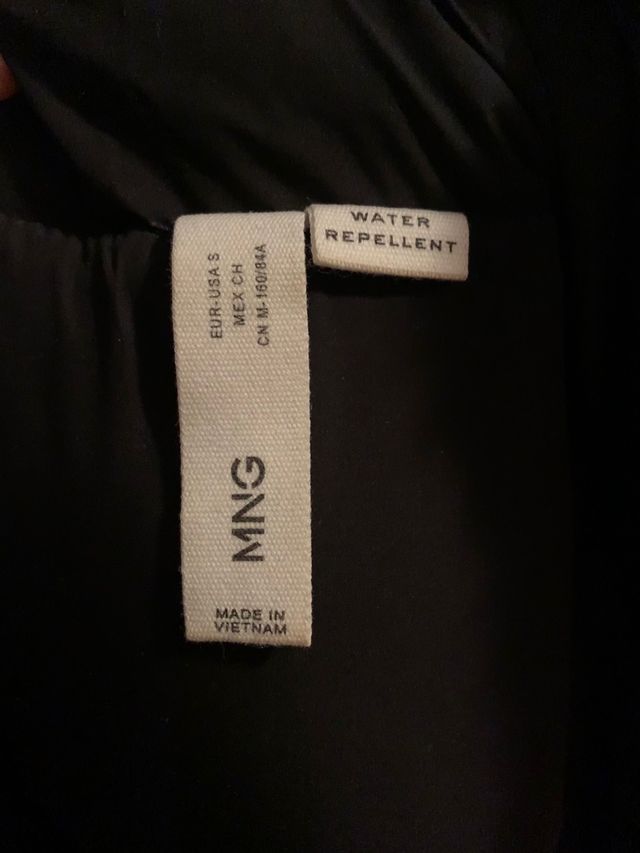 WATER
REPELLENT
EUR-USA S
MEX CH
CN M-160/84A
MNG
MADE IN
VIETNAM